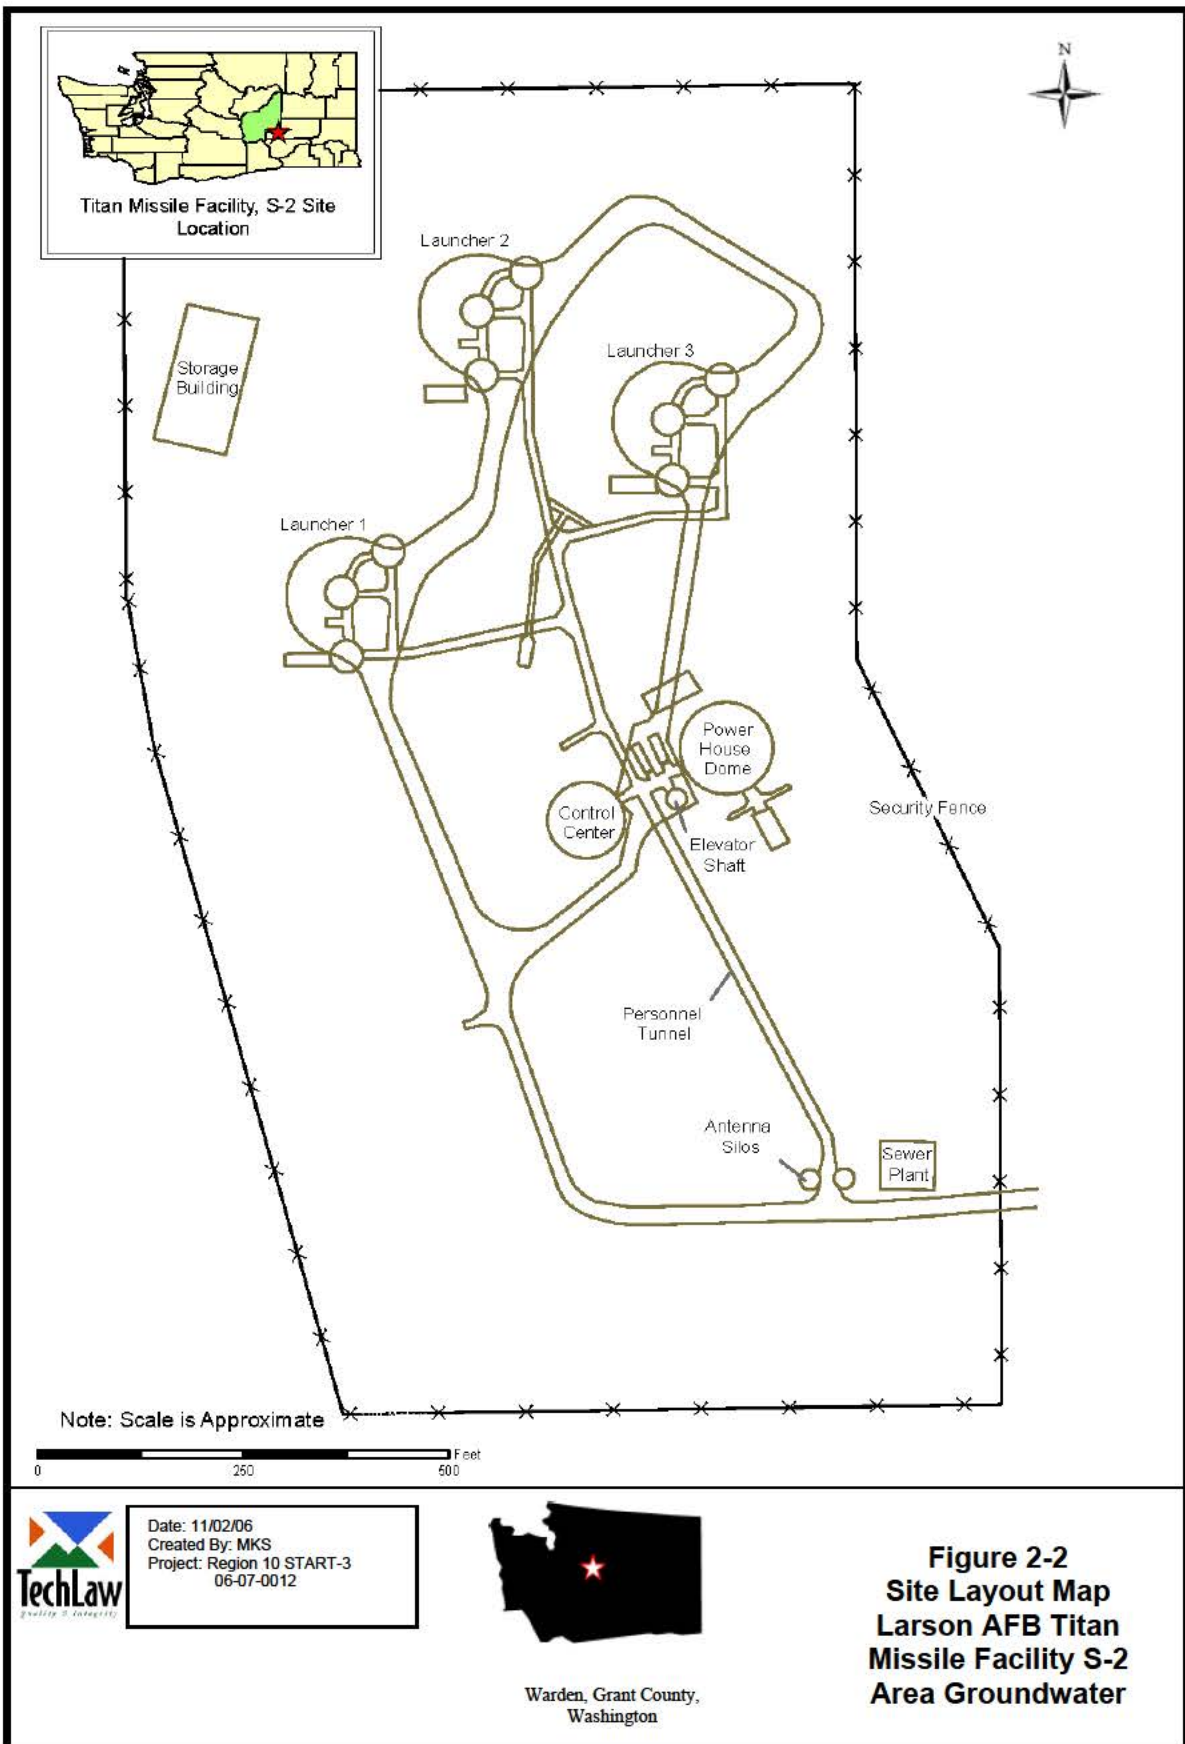 N
Titan Missile Facility, S-2 Site
Location
Launcher 2
Launcher 3
Storage
Building
Launcher 1
Power
House
Dome
Control
Center
Security Fence
Elevator
Shaft
Personnel
Tunnel
Antenna
Silos
Sewer
Plant
Note: Scale is Approximate
Feet
0 250 500
TechLaw
Quality & Integrity
Date: 11/02/06
Created By: MKS
Project: Region 10 START-3
06-07-0012
Warden, Grant County,
Washington
Figure 2-2
Site Layout Map
Larson AFB Titan
Missile Facility S-2
Area Groundwater